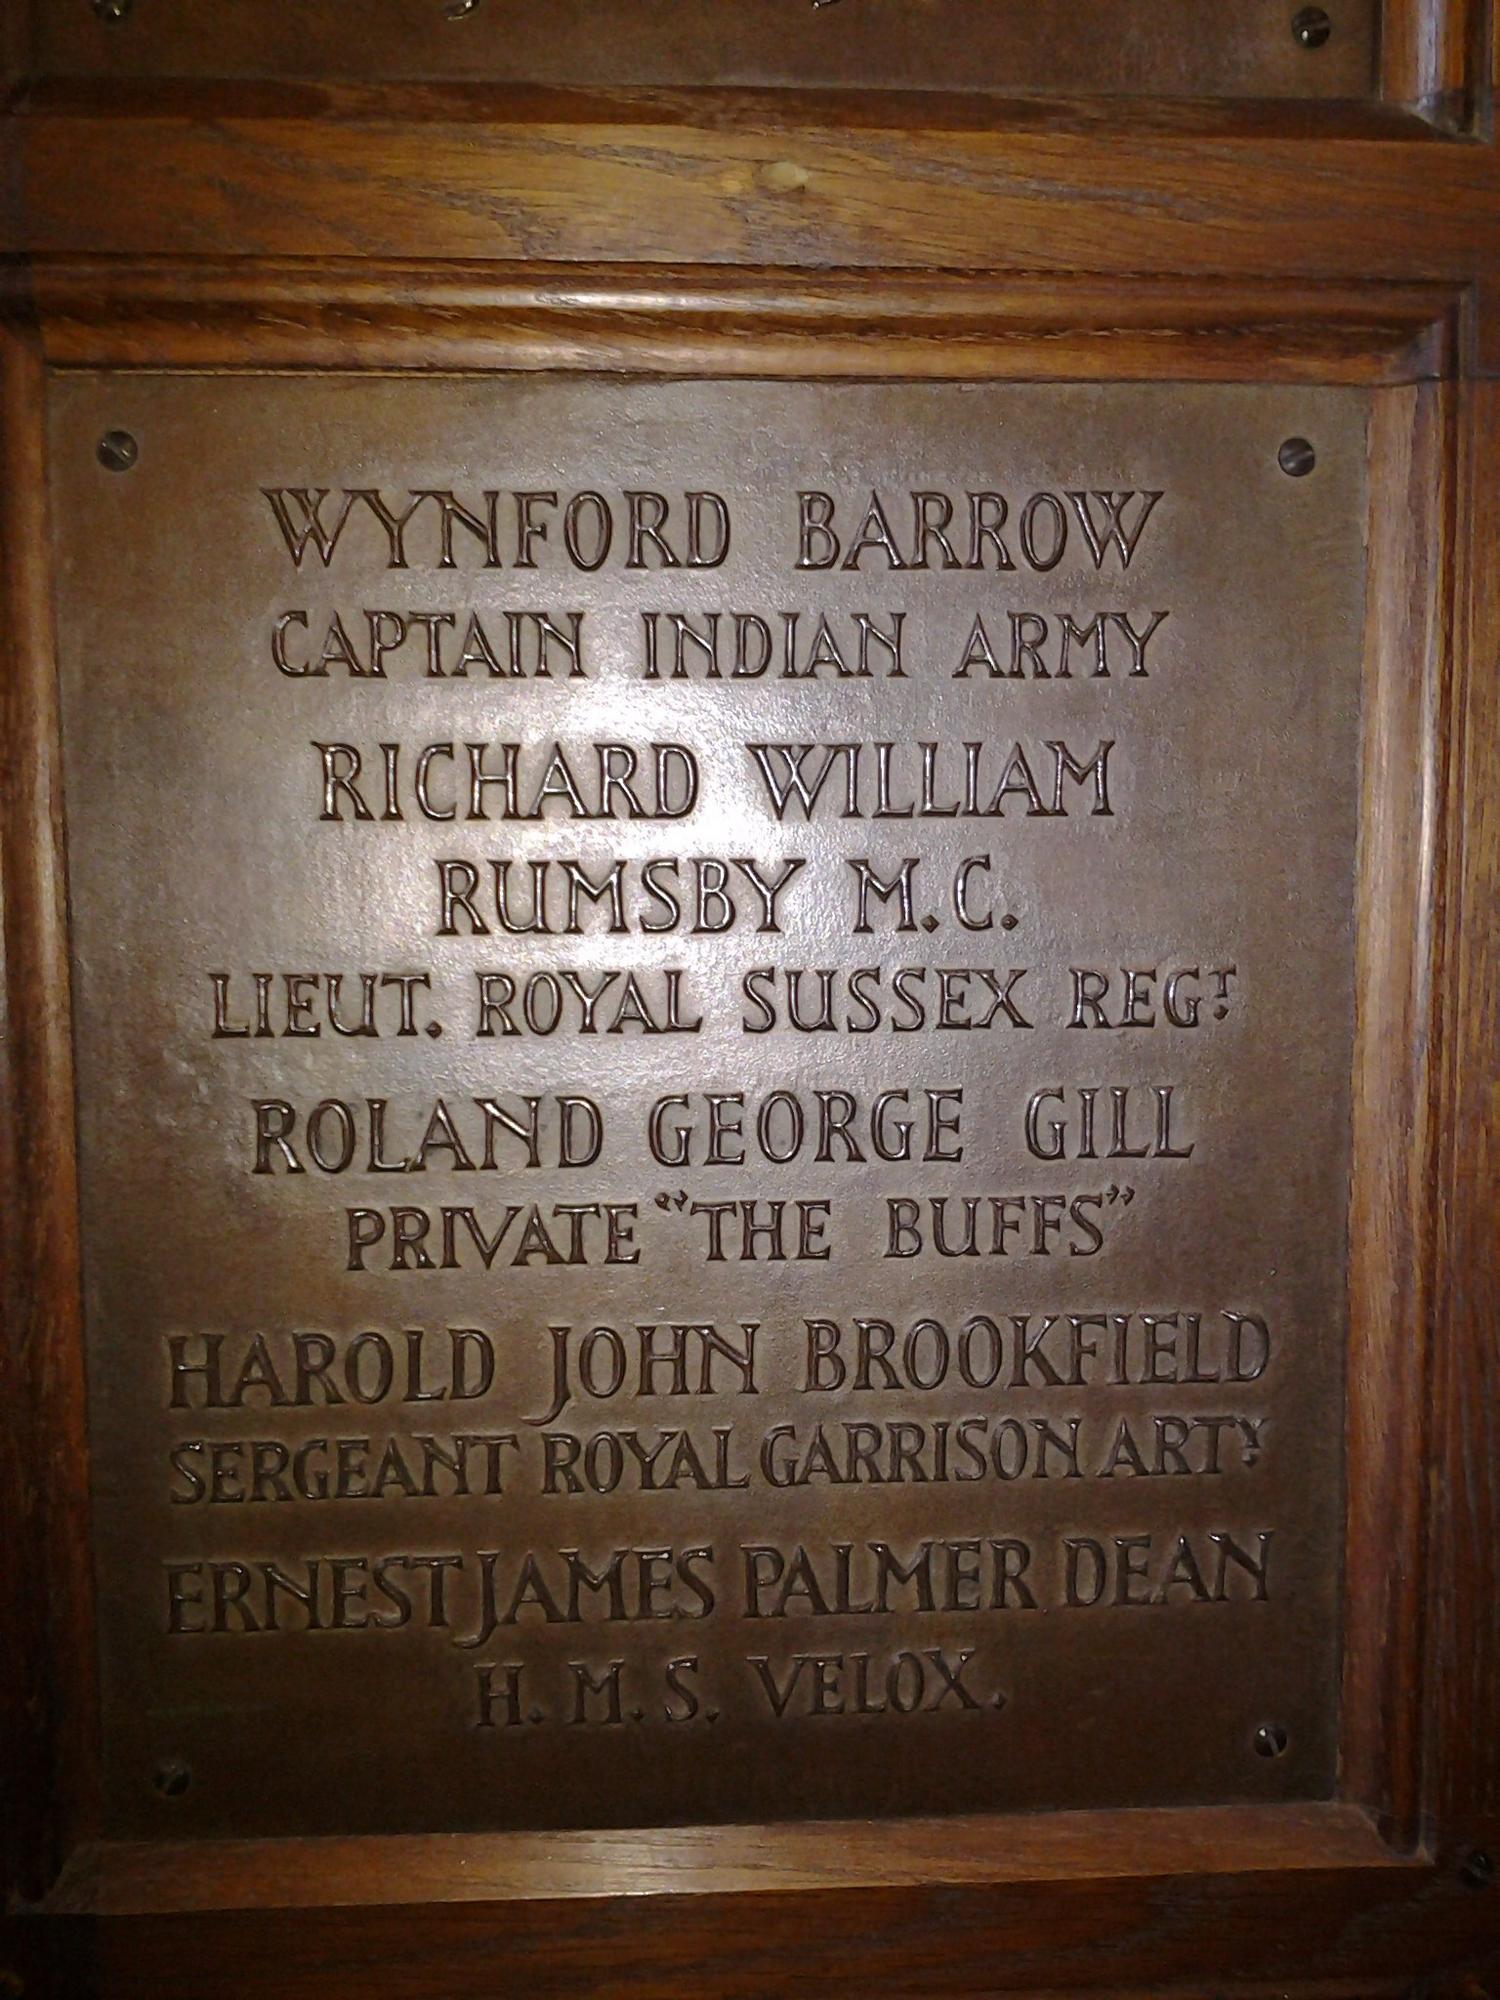 WYNFORD BARROW
CAPTAIN INDIAN ARMY
RICHARD WILLIAM
RUMSBY M.C.
LIEUT. ROYAL SUSSEX REGT.
ROLAND GEORGE GILL
PRIVATE "THE BUFFS"
HAROLD JOHN BROOKFIELD
SERGEANT ROYAL GARRISON ARTY.
ERNEST JAMES PALMER DEAN
H.M.S. VELOX.